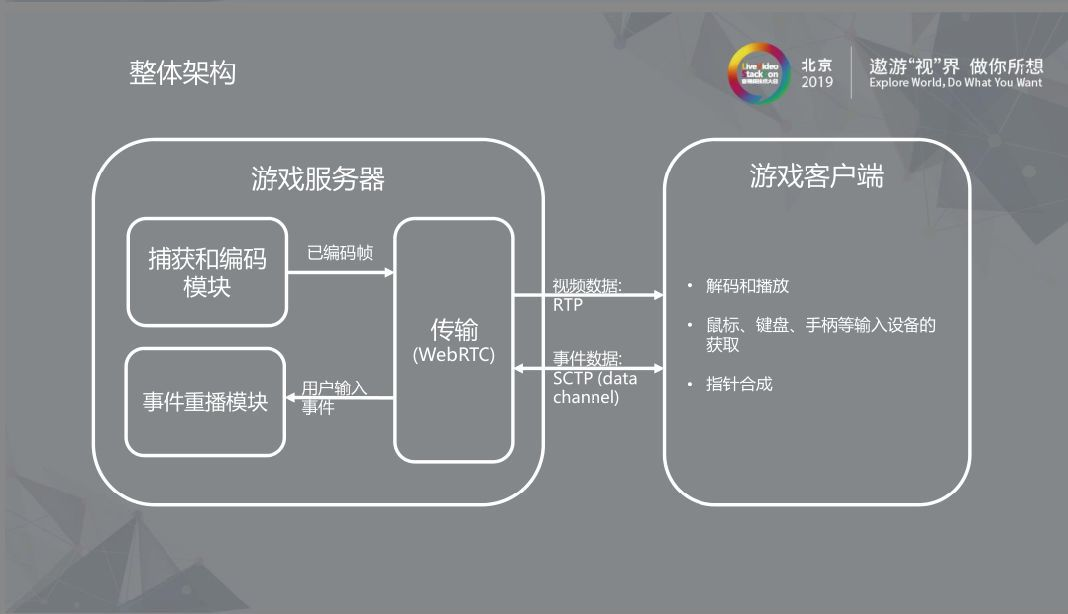 整体架构
Live Video
Stack Con
音视频技术大会
北京
2019
遨游“视”界 做你所想
Explore World, Do What You Want
游戏服务器
捕获和编码
模块
已编码帧
事件重播模块
用户输入
事件
传输
(WebRTC)
视频数据:
RTP
事件数据:
SCTP (data
channel)
游戏客户端
• 解码和播放
• 鼠标、键盘、手柄等输入设备的
获取
• 指针合成